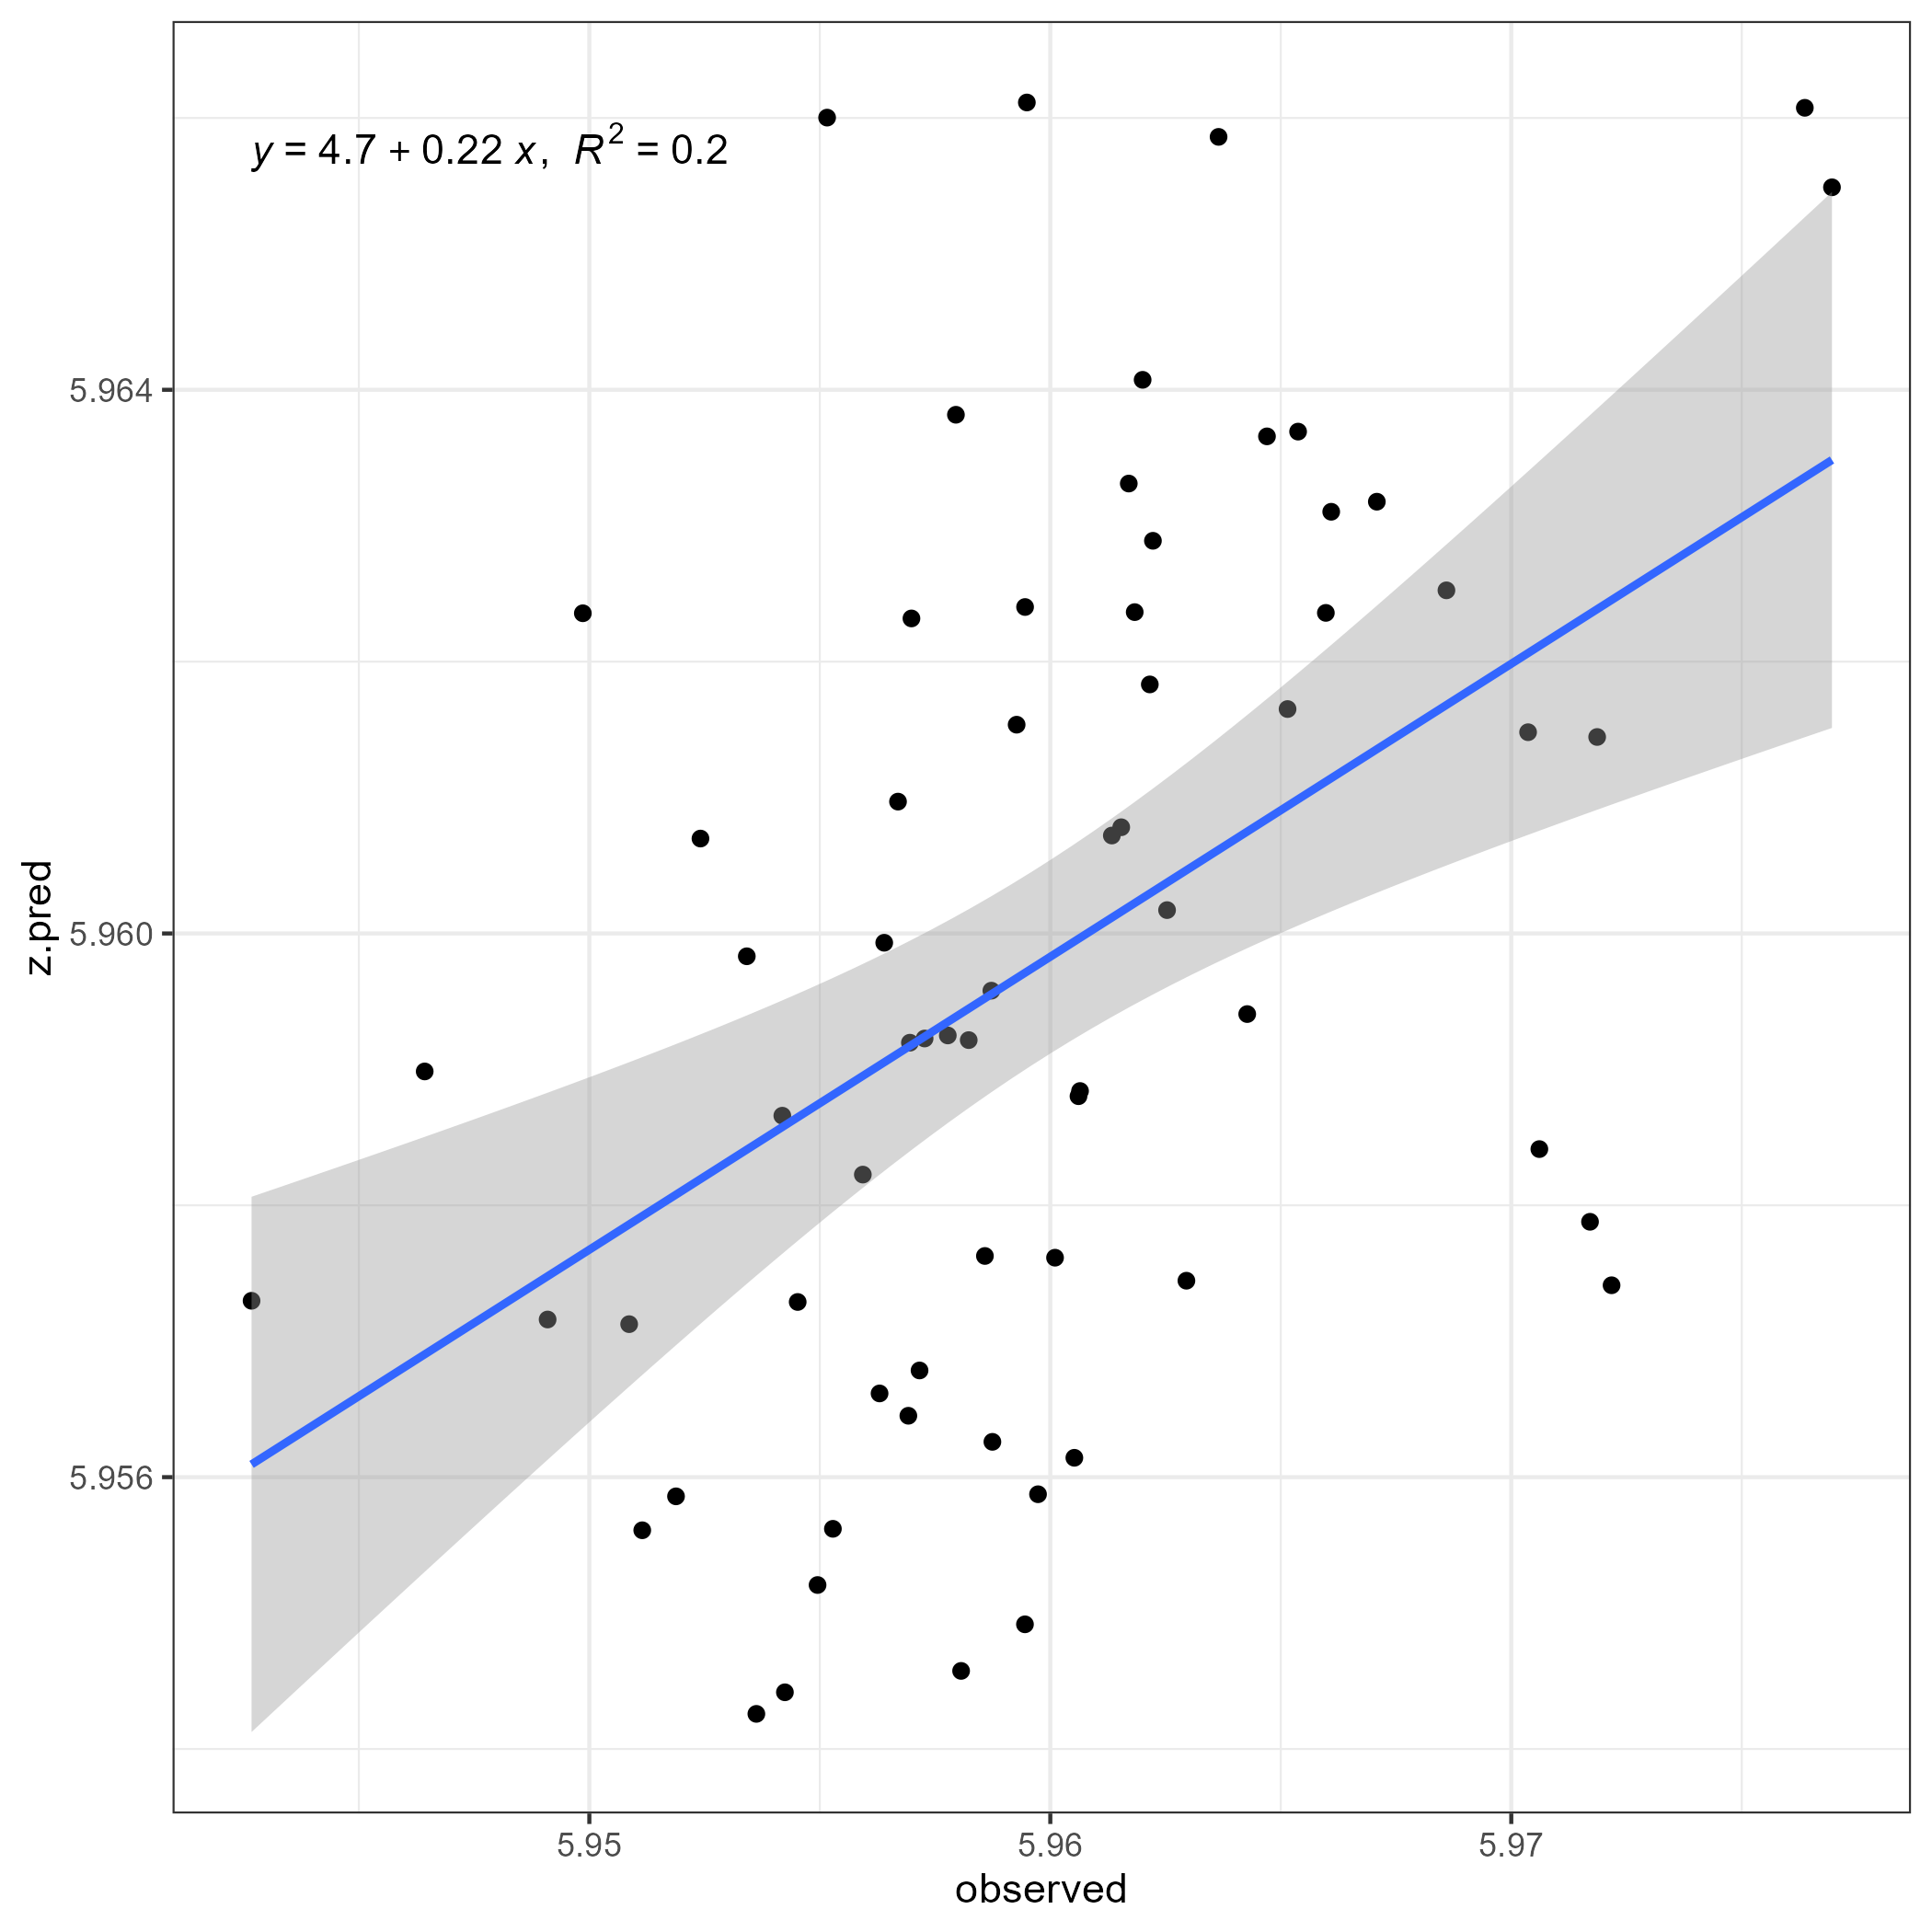 y = 4.7 + 0.22 x, R² = 0.2
5.964
5.960
5.956
z.pred
5.95 5.96 5.97
observed